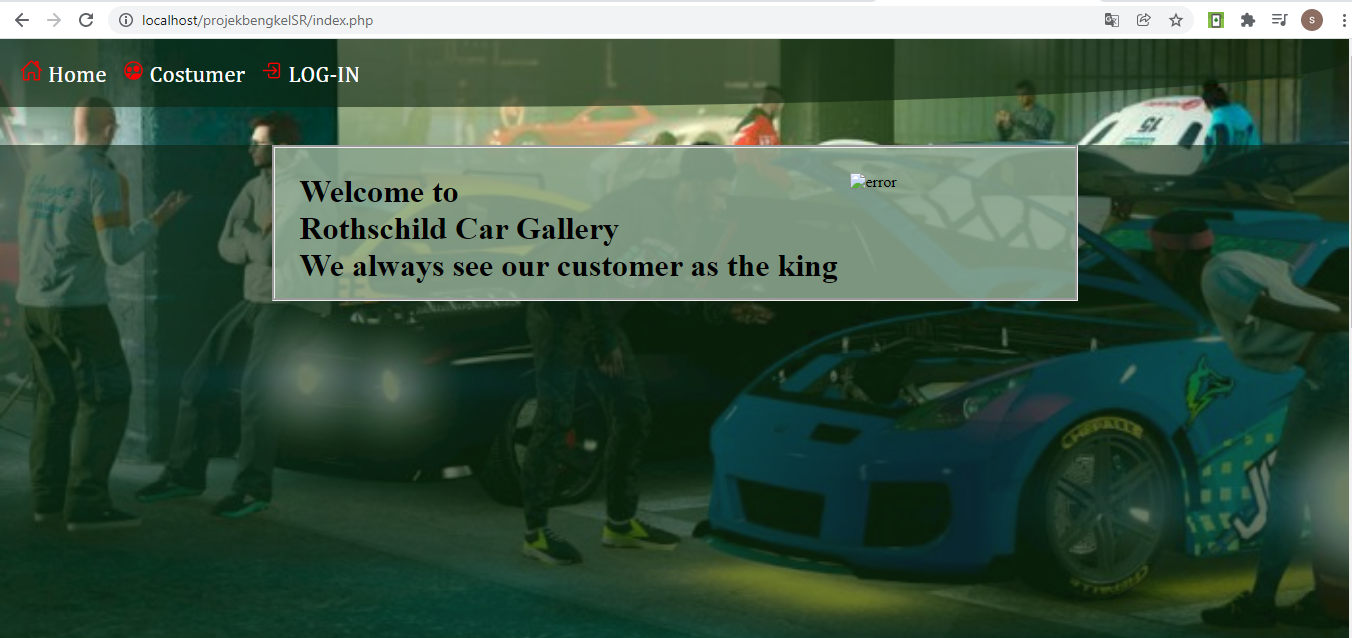 localhost/projekbengkelSR/index.php
S
Home Costumer LOG-IN
15
Welcome to
Rothschild Car Gallery
We always see our customer as the king
error